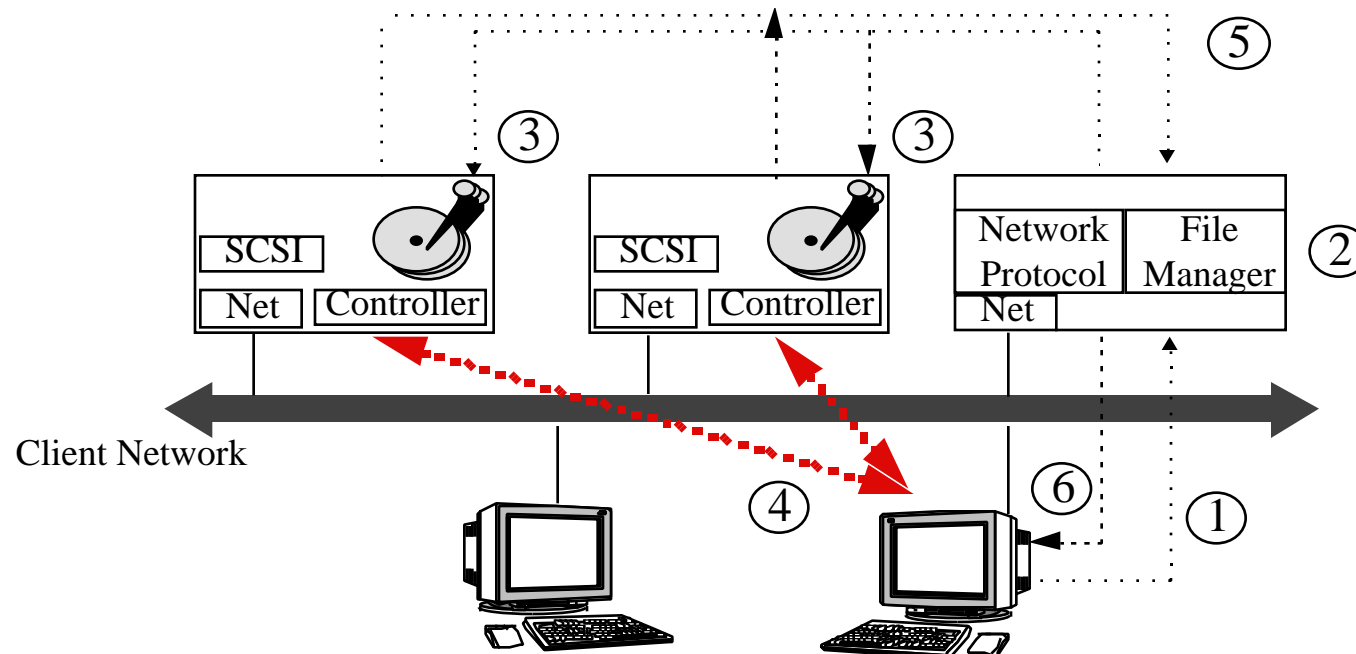 5
3
3
Network
Protocol
File
Manager
2
SCSI
SCSI
Net
Controller
Net
Controller
Net
Client Network
4
6
1